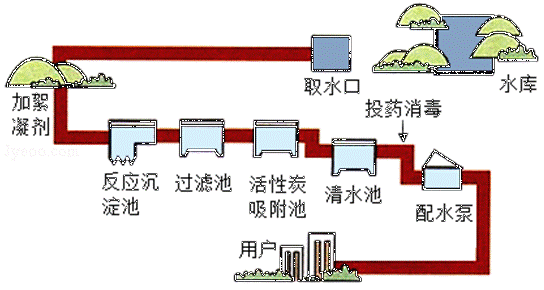 取水口
水库
加絮
凝剂
投药消毒
反应沉
淀池
过滤池
活性炭
吸附池
清水池
配水泵
用户